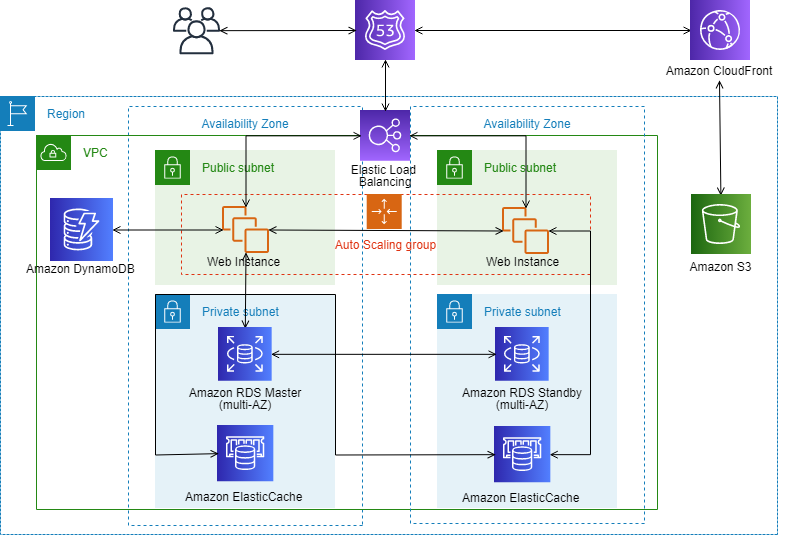 53
Amazon CloudFront
Region
Availability Zone
Availability Zone
VPC
Public subnet
Elastic Load
Balancing
Public subnet
Auto Scaling group
Web Instance
Web Instance
Amazon DynamoDB
Amazon S3
Private subnet
Private subnet
Amazon RDS Master
(multi-AZ)
Amazon RDS Standby
(multi-AZ)
Amazon ElasticCache
Amazon ElasticCache